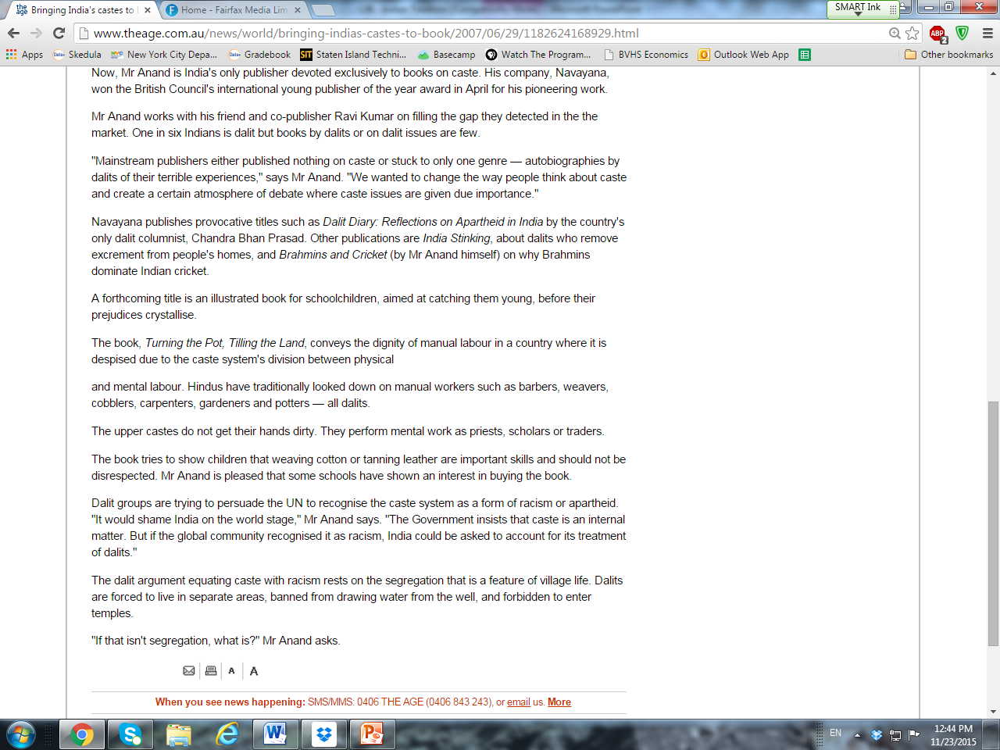 the age Bringing India's castes to
Home - Fairfax Media Lim
SMART Ink
www.theage.com.au/news/world/bringing-indias-castes-to-book/2007/06/29/1182624168929.html
ABP 2
Apps Skedula New York City Depa... Gradebook SIT Staten Island Techni... Basecamp Watch The Program... BVHS Economics Outlook Web App Other bookmarks
Now, Mr Anand is India's only publisher devoted exclusively to books on caste. His company, Navayana,
won the British Council's international young publisher of the year award in April for his pioneering work.
Mr Anand works with his friend and co-publisher Ravi Kumar on filling the gap they detected in the the
market. One in six Indians is dalit but books by dalits or on dalit issues are few.
"Mainstream publishers either published nothing on caste or stuck to only one genre — autobiographies by
dalits of their terrible experiences," says Mr Anand. "We wanted to change the way people think about caste
and create a certain atmosphere of debate where caste issues are given due importance."
Navayana publishes provocative titles such as Dalit Diary: Reflections on Apartheid in India by the country's
only dalit columnist, Chandra Bhan Prasad. Other publications are India Stinking, about dalits who remove
excrement from people's homes, and Brahmins and Cricket (by Mr Anand himself) on why Brahmins
dominate Indian cricket.
A forthcoming title is an illustrated book for schoolchildren, aimed at catching them young, before their
prejudices crystallise.
The book, Turning the Pot, Tilling the Land, conveys the dignity of manual labour in a country where it is
despised due to the caste system's division between physical
and mental labour. Hindus have traditionally looked down on manual workers such as barbers, weavers,
cobblers, carpenters, gardeners and potters — all dalits.
The upper castes do not get their hands dirty. They perform mental work as priests, scholars or traders.
The book tries to show children that weaving cotton or tanning leather are important skills and should not be
disrespected. Mr Anand is pleased that some schools have shown an interest in buying the book.
Dalit groups are trying to persuade the UN to recognise the caste system as a form of racism or apartheid.
"It would shame India on the world stage," Mr Anand says. "The Government insists that caste is an internal
matter. But if the global community recognised it as racism, India could be asked to account for its treatment
of dalits."
The dalit argument equating caste with racism rests on the segregation that is a feature of village life. Dalits
are forced to live in separate areas, banned from drawing water from the well, and forbidden to enter
temples.
"If that isn't segregation, what is?" Mr Anand asks.
A A
When you see news happening: SMS/MMS: 0406 THE AGE (0406 843 243), or email us. More
EN
12:44 PM
11/23/2015